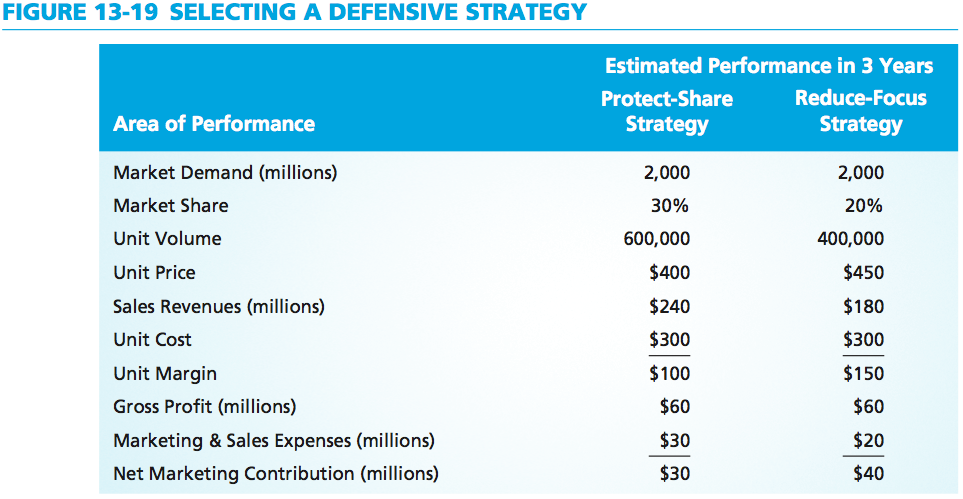 FIGURE 13-19 SELECTING A DEFENSIVE STRATEGY
Estimated Performance in 3 Years
Protect-Share Reduce-Focus
Area of Performance Strategy Strategy
Market Demand (millions) 2,000 2,000
Market Share 30% 20%
Unit Volume 600,000 400,000
Unit Price $400 $450
Sales Revenues (millions) $240 $180
Unit Cost $300 $300
Unit Margin $100 $150
Gross Profit (millions) $60 $60
Marketing & Sales Expenses (millions) $30 $20
Net Marketing Contribution (millions) $30 $40